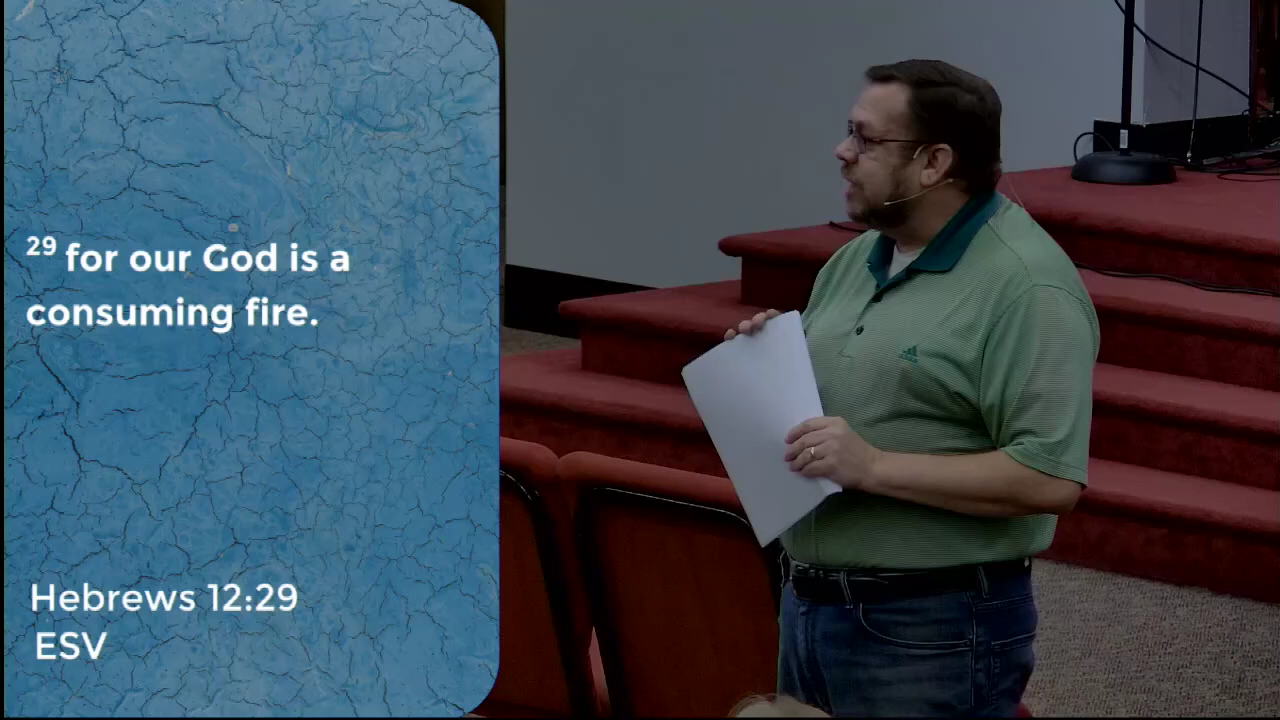 29 for our God is a
consuming fire.
Hebrews 12:29
ESV